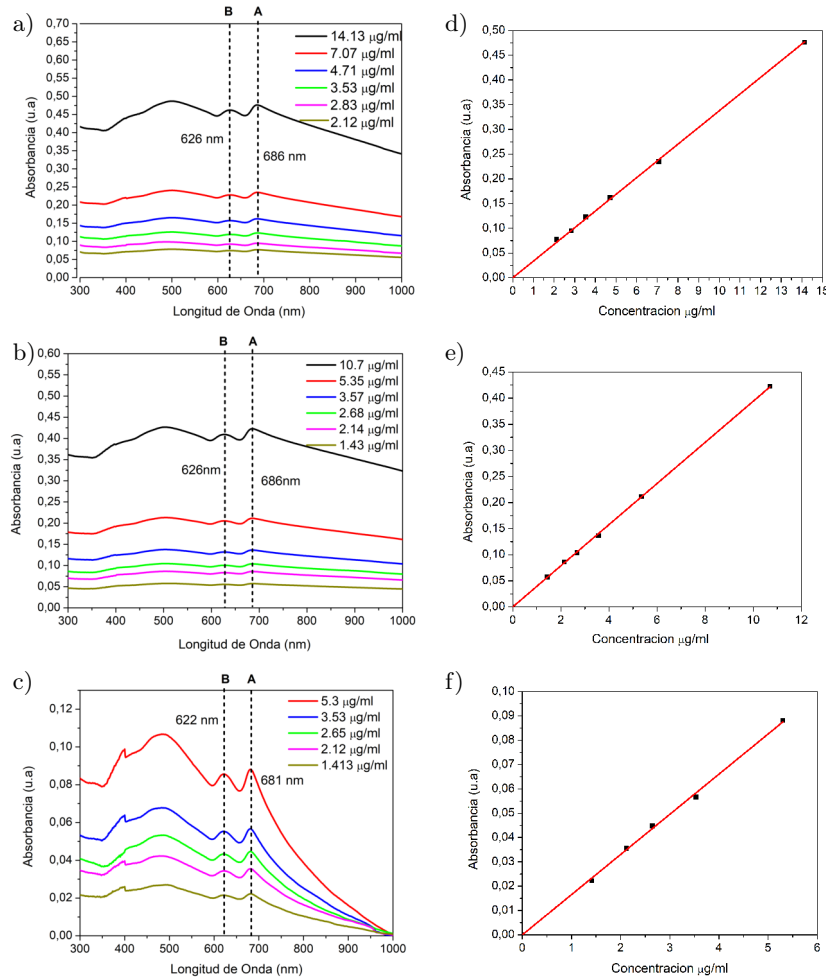 a)
B A
0,70
0,65
0,60
0,55
0,50
0,45
0,40
0,35
0,30
0,25
0,20
0,15
0,10
0,05
0,00
Absorbancia (u.a)
14.13 µg/ml
7.07 µg/ml
4.71 µg/ml
3.53 µg/ml
2.83 µg/ml
2.12 µg/ml
626 nm
686 nm
300 400 500 600 700 800 900 1000
Longitud de Onda (nm)
d)
0,50
0,45
0,40
0,35
0,30
0,25
0,20
0,15
0,10
0,05
0,00
Absorbancia (u.a)
0 1 2 3 4 5 6 7 8 9 10 11 12 13 14 15
Concentracion µg/ml
b)
B A
0,60
0,55
0,50
0,45
0,40
0,35
0,30
0,25
0,20
0,15
0,10
0,05
0,00
Absorbancia (u.a)
10.7 µg/ml
5.35 µg/ml
3.57 µg/ml
2.68 µg/ml
2.14 µg/ml
1.43 µg/ml
626nm
686nm
300 400 500 600 700 800 900 1000
Longitud de Onda (nm)
e)
0,45
0,40
0,35
0,30
0,25
0,20
0,15
0,10
0,05
0,00
Absorbancia (u.a)
0 2 4 6 8 10 12
Concentracion µg/ml
c)
B A
0,12
0,10
0,08
0,06
0,04
0,02
0,00
Absorbancia (u.a)
5.3 µg/ml
3.53 µg/ml
2.65 µg/ml
2.12 µg/ml
1.413 µg/ml
622 nm
681 nm
300 400 500 600 700 800 900 1000
Longitud de Onda (nm)
f)
0,10
0,09
0,08
0,07
0,06
0,05
0,04
0,03
0,02
0,01
0,00
Absorbancia (u.a)
0 1 2 3 4 5 6
Concentracion µg/ml